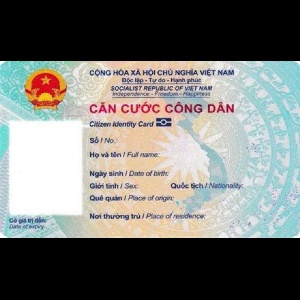 CỘNG HÒA XÃ HỘI CHỦ NGHĨA VIỆT NAM
Độc lập - Tự do - Hạnh phúc
SOCIALIST REPUBLIC OF VIET NAM
Independence - Freedom - Happiness
CĂN CƯỚC CÔNG DÂN
Citizen Identity Card
Số / No.:
Họ và tên / Full name:
Ngày sinh / Date of birth:
Giới tính / Sex: Quốc tịch / Nationality:
Quê quán / Place of origin:
Nơi thường trú / Place of residence:
Có giá trị đến:
Date of expiry